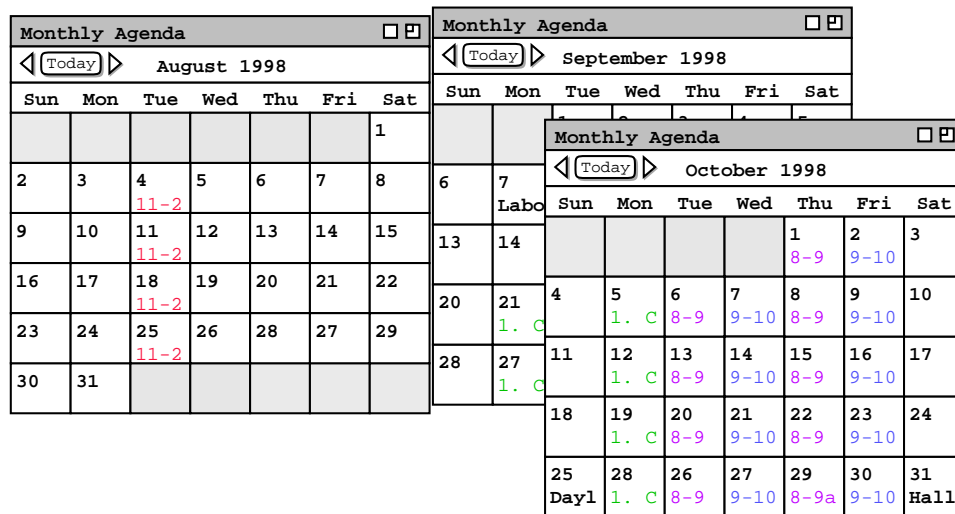 Monthly Agenda
Today August 1998
Sun Mon Tue Wed Thu Fri Sat
1
2 3 4 5 6 7 8
11-2
9 10 11 12 13 14 15
11-2
16 17 18 19 20 21 22
11-2
23 24 25 26 28 27 29
11-2
30 31
Monthly Agenda
Today September 1998
Sun Mon Tue Wed Thu Fri Sat
6 7
Labo
13 14
20 21
1. C
28 27
1. C
Monthly Agenda
Today October 1998
Sun Mon Tue Wed Thu Fri Sat
1 2 3
8-9 9-10
4 5 6 7 8 9 10
1. C 8-9 9-10 8-9 9-10
11 12 13 14 15 16 17
1. C 8-9 9-10 8-9 9-10
18 19 20 21 22 23 24
1. C 8-9 9-10 8-9 9-10
25 28 26 27 29 30 31
Dayl 1. C 8-9 9-10 8-9a 9-10 Hall